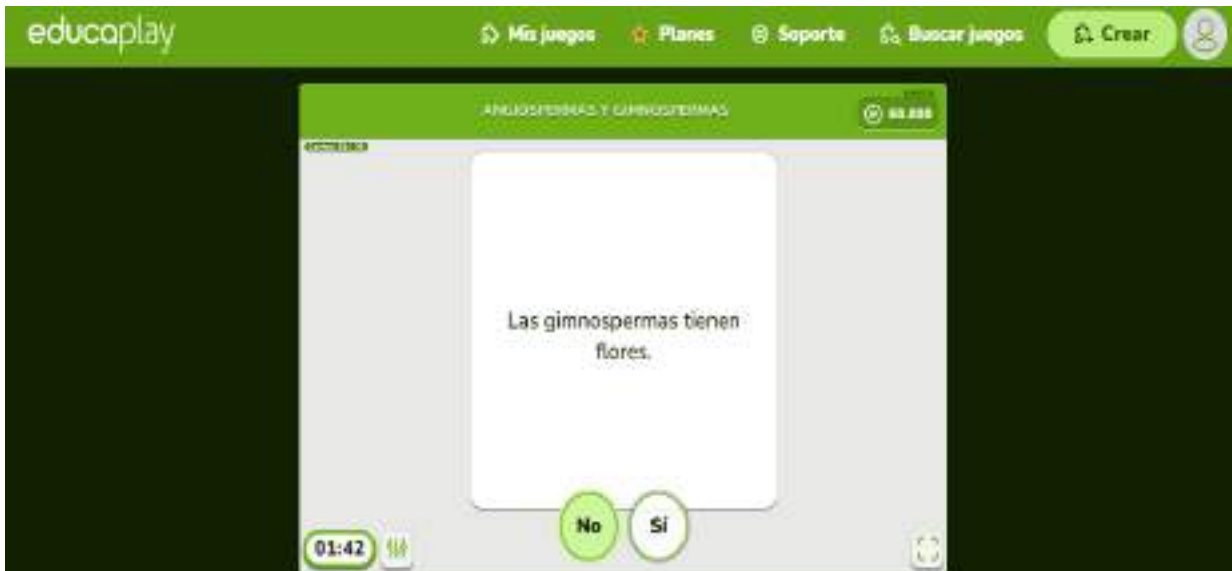 educaplay
Mis juegos
Planes
Soporte
Buscar juegos
Crear
ANGIOSPERMAS Y GIMNOSPERMAS
Las gimnospermas tienen
flores.
No
Sí
01:42